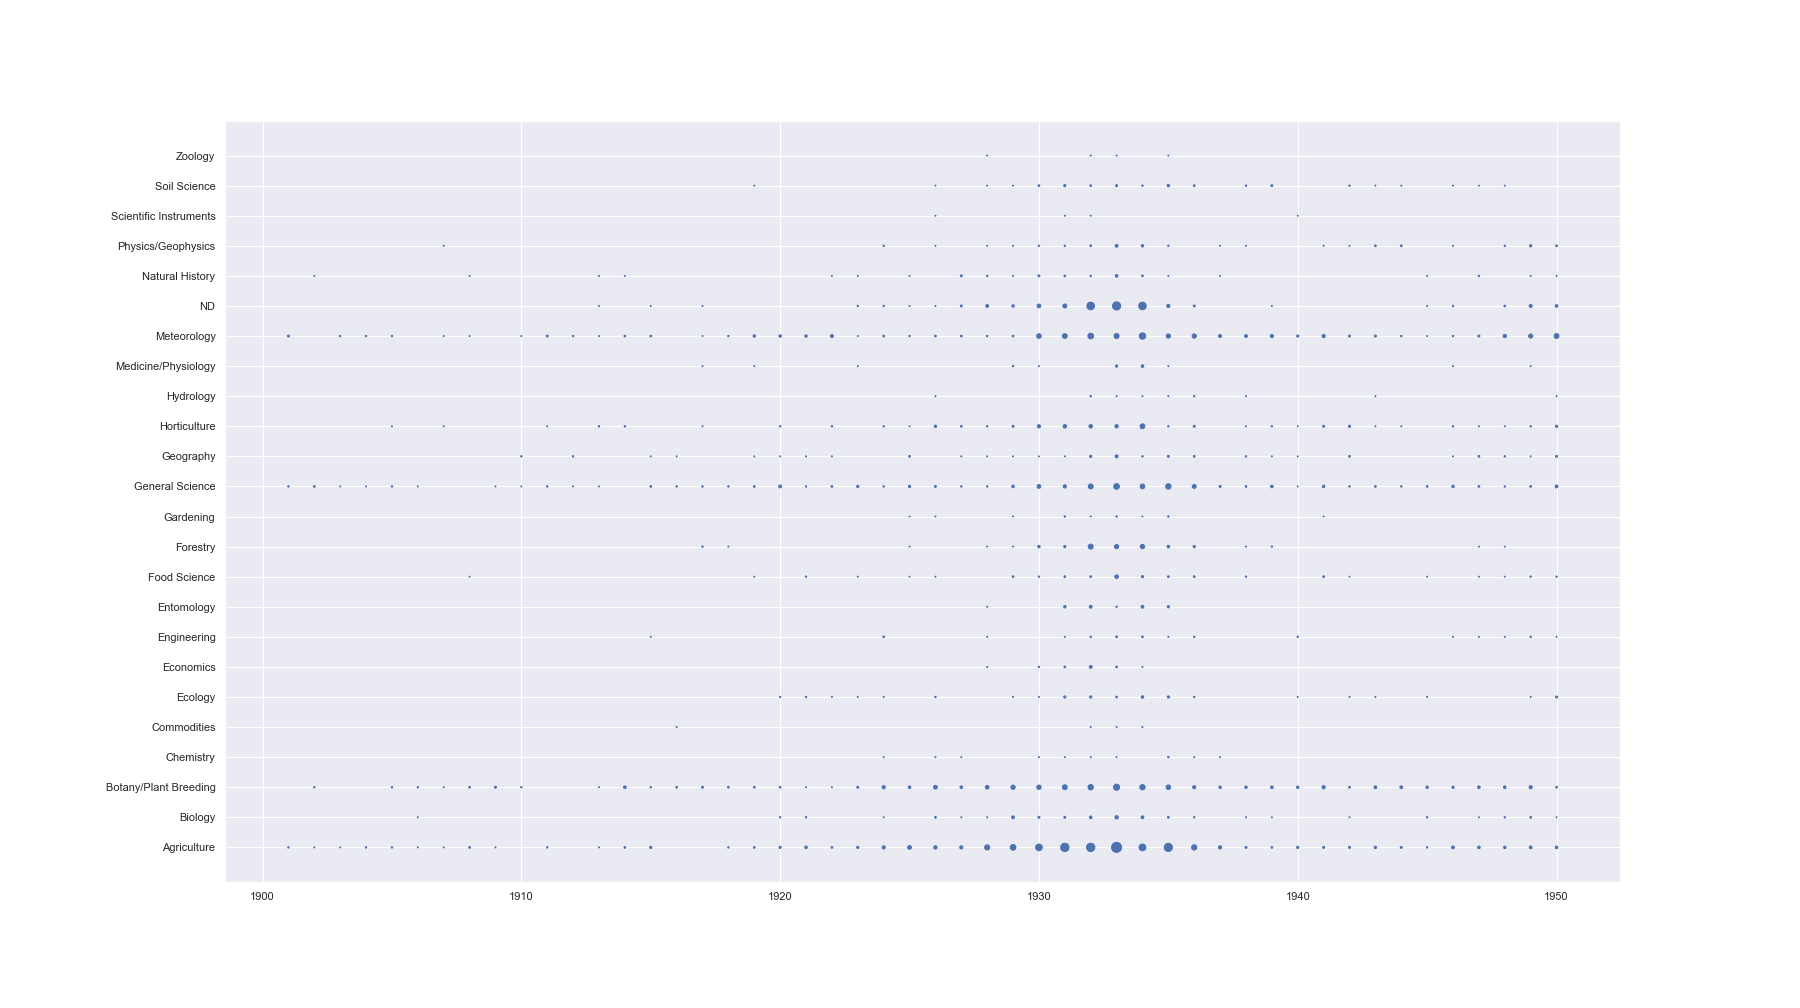 Zoology
Soil Science
Scientific Instruments
Physics/Geophysics
Natural History
ND
Meteorology
Medicine/Physiology
Hydrology
Horticulture
Geography
General Science
Gardening
Forestry
Food Science
Entomology
Engineering
Economics
Ecology
Commodities
Chemistry
Botany/Plant Breeding
Biology
Agriculture
1900 1910 1920 1930 1940 1950